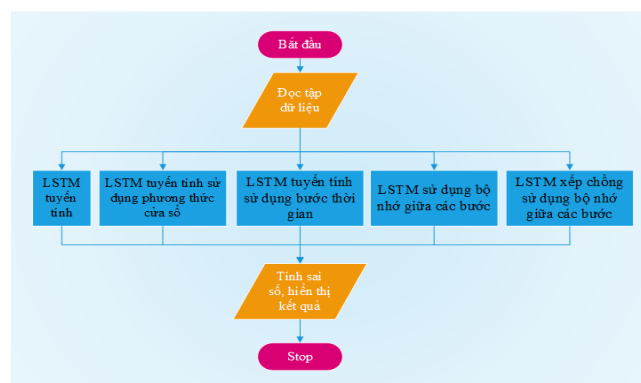 Bắt đầu
Đọc tập
dữ liệu
LSTM
tuyến
tính
LSTM tuyến tính sử
dụng phương thức
cửa sổ
LSTM tuyến tính
sử dụng bước thời
gian
LSTM sử dụng bộ
nhớ giữa các bước
LSTM xếp chồng
sử dụng bộ nhớ
giữa các bước
Tính sai
số, hiển thị
kết quả
Stop